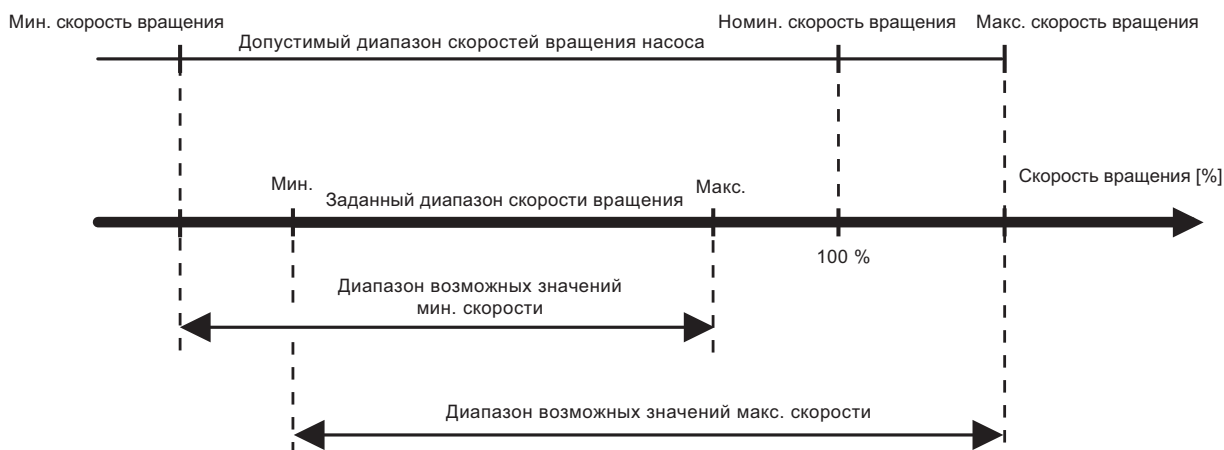 Мин. скорость вращения
Номин. скорость вращения
Макс. скорость вращения
Допустимый диапазон скоростей вращения насоса
Скорость вращения [%]
Мин.
Макс.
Заданный диапазон скорости вращения
100 %
Диапазон возможных значений
мин. скорости
Диапазон возможных значений макс. скорости